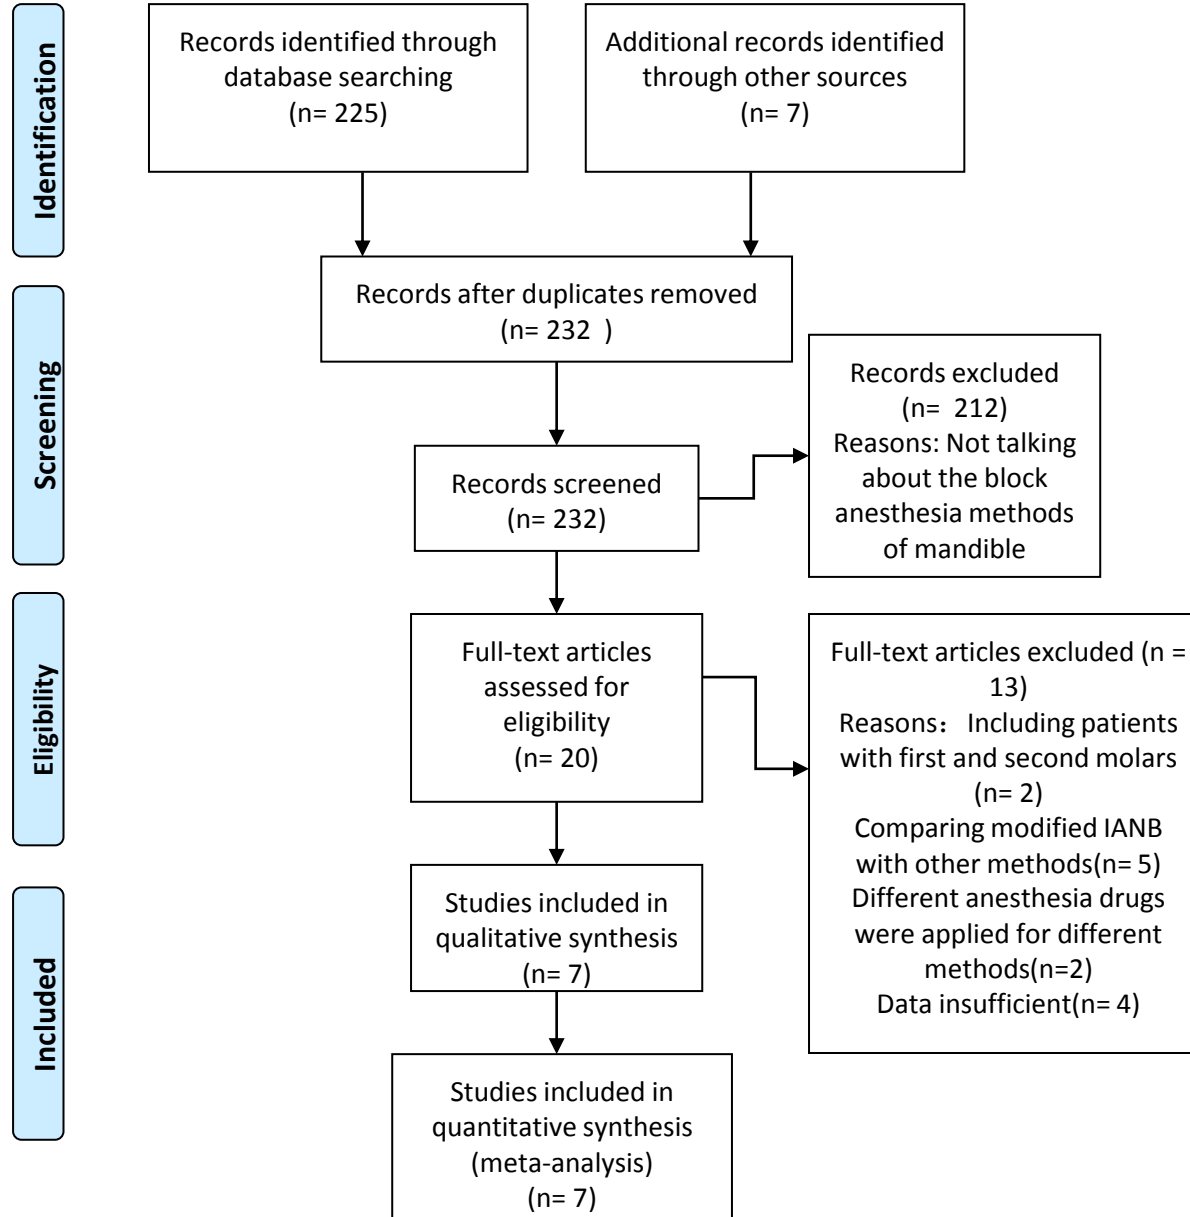 Identification
Records identified through
database searching
(n= 225)
Additional records identified
through other sources
(n= 7)
Records after duplicates removed
(n= 232  )
Screening
Records screened
(n= 232)
Records excluded
(n=  212)
Reasons: Not talking
about the block
anesthesia methods
of mandible
Eligibility
Full-text articles
assessed for
eligibility
(n= 20)
Full-text articles excluded (n =
13)
Reasons： Including patients
with first and second molars
(n= 2)
Comparing modified IANB
with other methods(n= 5)
Different anesthesia drugs
were applied for different
methods(n=2)
Data insufficient(n= 4)
Included
Studies included in
qualitative synthesis
(n= 7)
Studies included in
quantitative synthesis
(meta-analysis)
(n= 7)